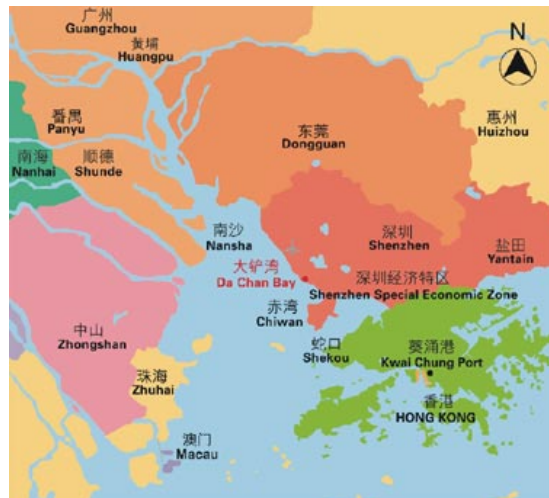 广州
Guangzhou
黄埔
Huangpu
N
番禺
Panyu
东莞
Dongguan
惠州
Huizhou
南海
Nanhai
顺德
Shunde
南沙
Nansha
深圳
Shenzhen
盐田
Yantain
大铲湾
Da Chan Bay
深圳经济特区
Shenzhen Special Economic Zone
赤湾
Chiwan
中山
Zhongshan
蛇口
Shekou
葵涌港
Kwai Chung Port
珠海
Zhuhai
香港
HONG KONG
澳门
Macau